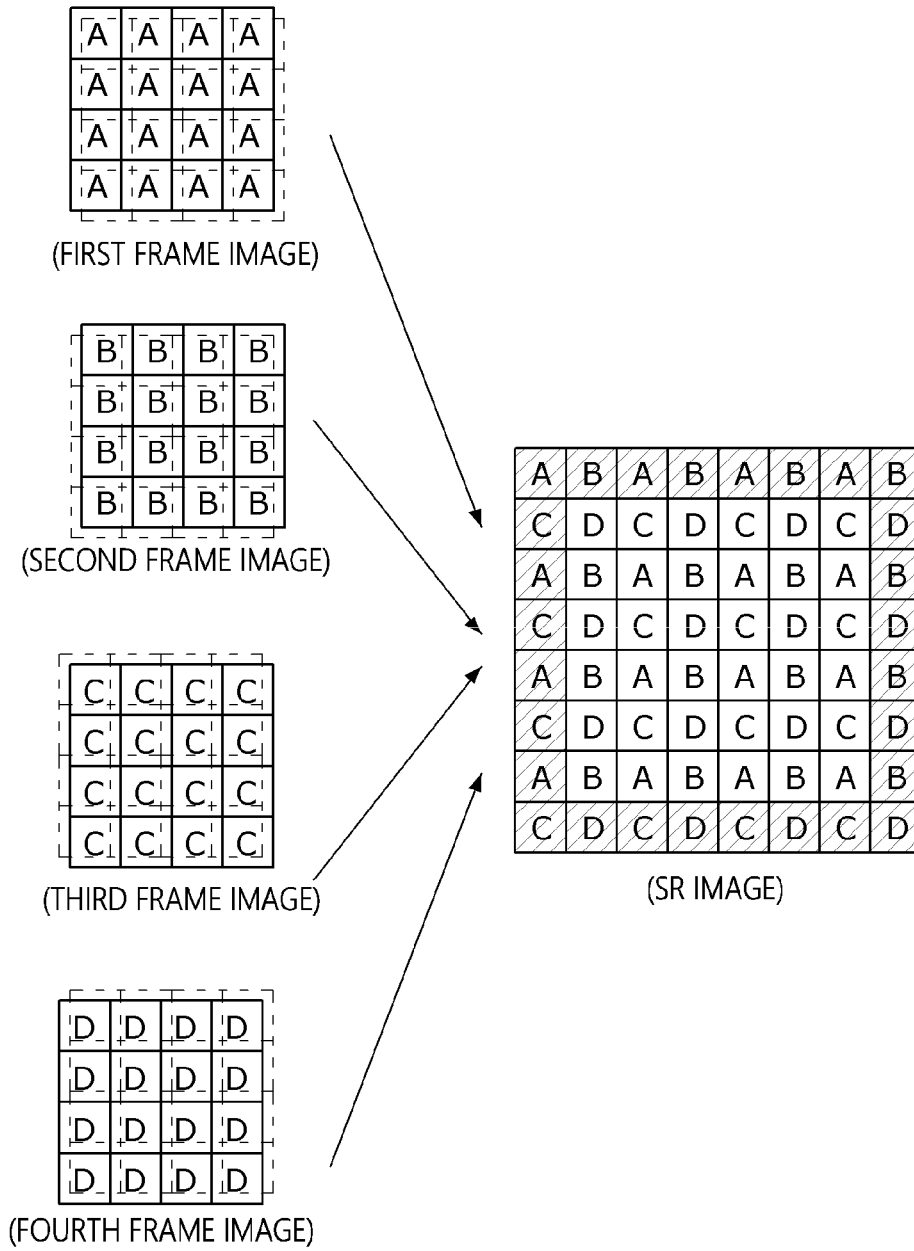 A A A A
A A A A
A A A A
A A A A
(FIRST FRAME IMAGE)
B B B B
B B B B
B B B B
B B B B
(SECOND FRAME IMAGE)
C C C C
C C C C
C C C C
C C C C
(THIRD FRAME IMAGE)
D D D D
D D D D
D D D D
D D D D
(FOURTH FRAME IMAGE)
A B A B A B A B
C D C D C D C D
A B A B A B A B
C D C D C D C D
A B A B A B A B
C D C D C D C D
A B A B A B A B
C D C D C D C D
(SR IMAGE)